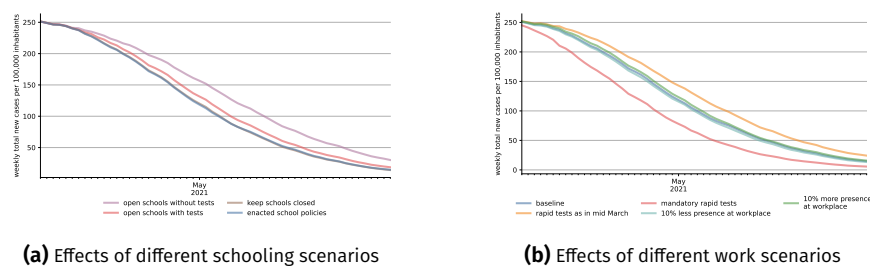 weekly total new cases per 100,000 inhabitants
250
200
150
100
50
May
2021
open schools without tests
keep schools closed
open schools with tests
enacted school policies
(a) Effects of different schooling scenarios
weekly total new cases per 100,000 inhabitants
250
200
150
100
50
0
May
2021
baseline
mandatory rapid tests
10% more presence
at workplace
rapid tests as in mid March
10% less presence at workplace
(b) Effects of different work scenarios